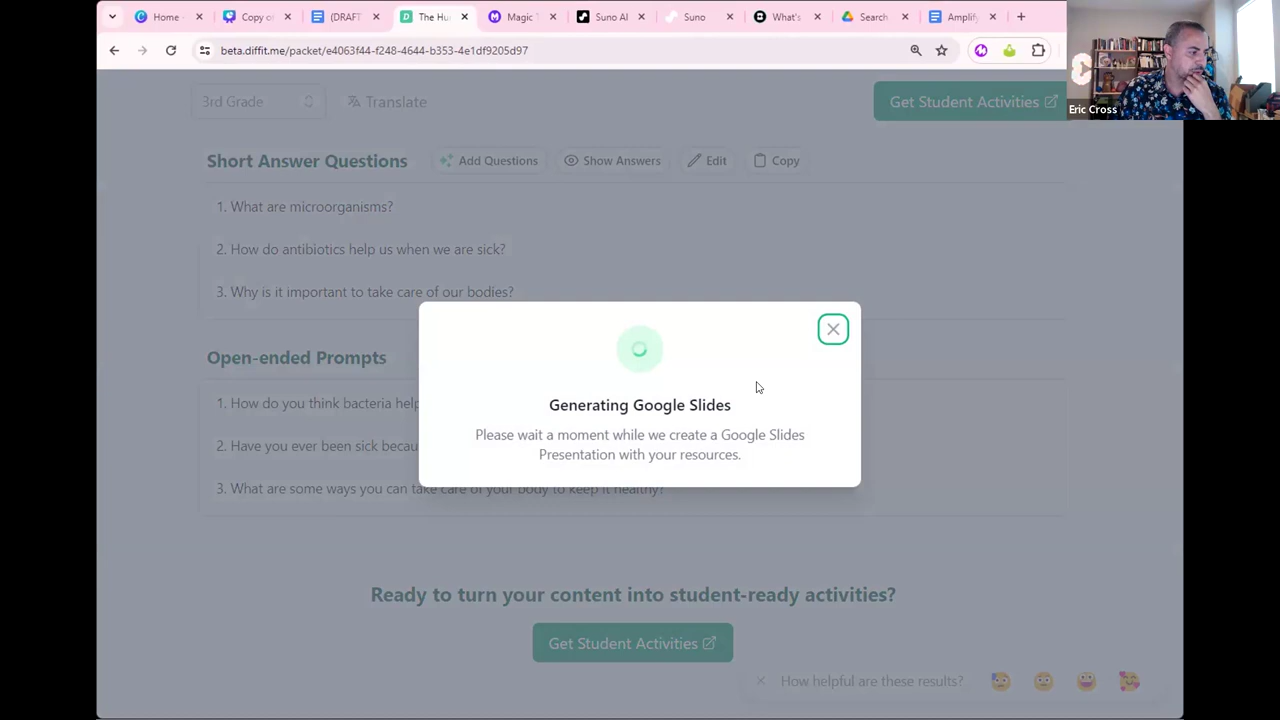 Home
Copy o
(DRAFT
The Hu
Magic
Suno AI
Suno
What's
Search
Amplify
beta.diffit.me/packet/e4063f44-f248-4644-b353-4e1df9205d97
3rd Grade
Translate
Get Student Activities
Eric Cross
Short Answer Questions
Add Questions
Show Answers
Edit
Copy
1. What are microorganisms?
2. How do antibiotics help us when we are sick?
3. Why is it important to take care of our bodies?
Open-ended Prompts
1. How do you think bacteria help
2. Have you ever been sick becau
3. What are some ways you can take care of your body to keep it healthy?
Generating Google Slides
Please wait a moment while we create a Google Slides
Presentation with your resources.
Ready to turn your content into student-ready activities?
Get Student Activities
How helpful are these results?